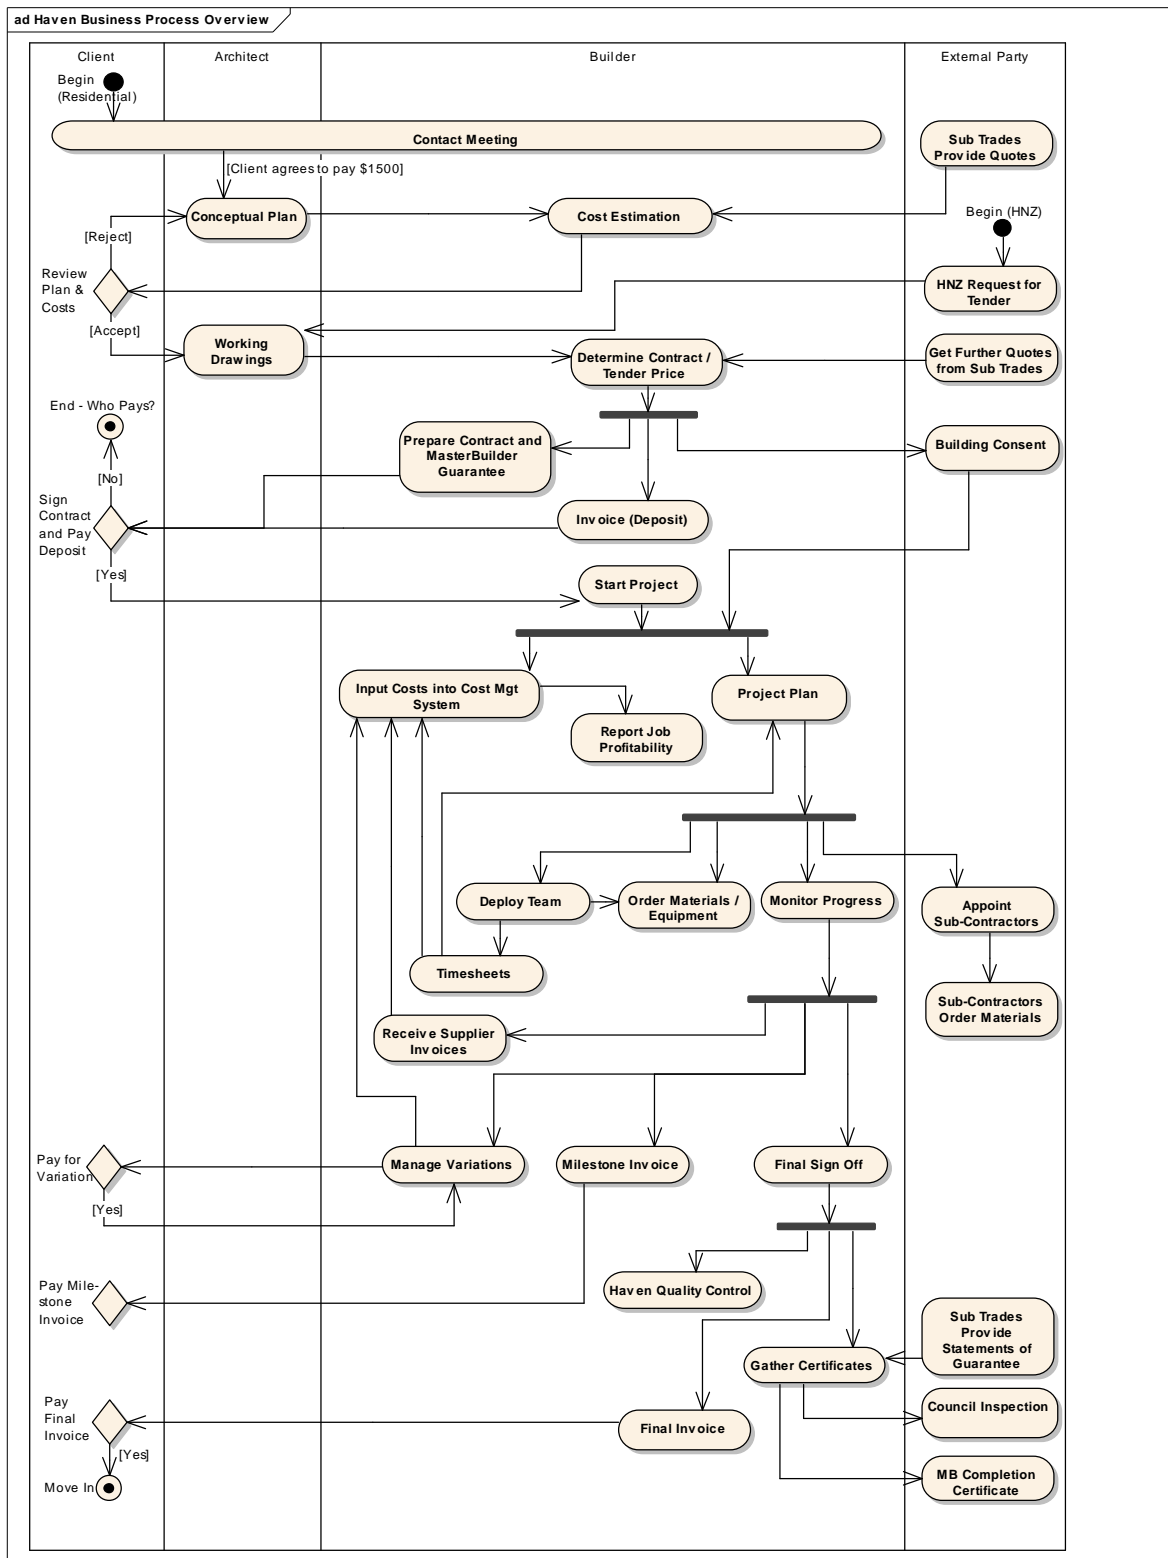 ad Haven Business Process Overview
Client
Architect
Builder
External Party
Begin
(Residential)
Contact Meeting
Sub Trades
Provide Quotes
[Client agrees to pay $1500]
Conceptual Plan
Cost Estimation
Begin (HNZ)
[Reject]
Review
Plan &
Costs
HNZ Request for
Tender
[Accept]
Working
Drawings
Determine Contract /
Tender Price
Get Further Quotes
from Sub Trades
End - Who Pays?
Prepare Contract and
MasterBuilder
Guarantee
Building Consent
[No]
Sign
Contract
and Pay
Deposit
Invoice (Deposit)
[Yes]
Start Project
Input Costs into Cost Mgt
System
Project Plan
Report Job
Profitability
Deploy Team
Order Materials /
Equipment
Monitor Progress
Appoint
Sub-Contractors
Timesheets
Sub-Contractors
Order Materials
Receive Supplier
Invoices
Pay for
Variation
Manage Variations
Milestone Invoice
Final Sign Off
[Yes]
Pay Mile-
stone
Invoice
Haven Quality Control
Sub Trades
Provide
Statements of
Guarantee
Gather Certificates
Pay
Final
Invoice
Council Inspection
Final Invoice
[Yes]
Move In
MB Completion
Certificate